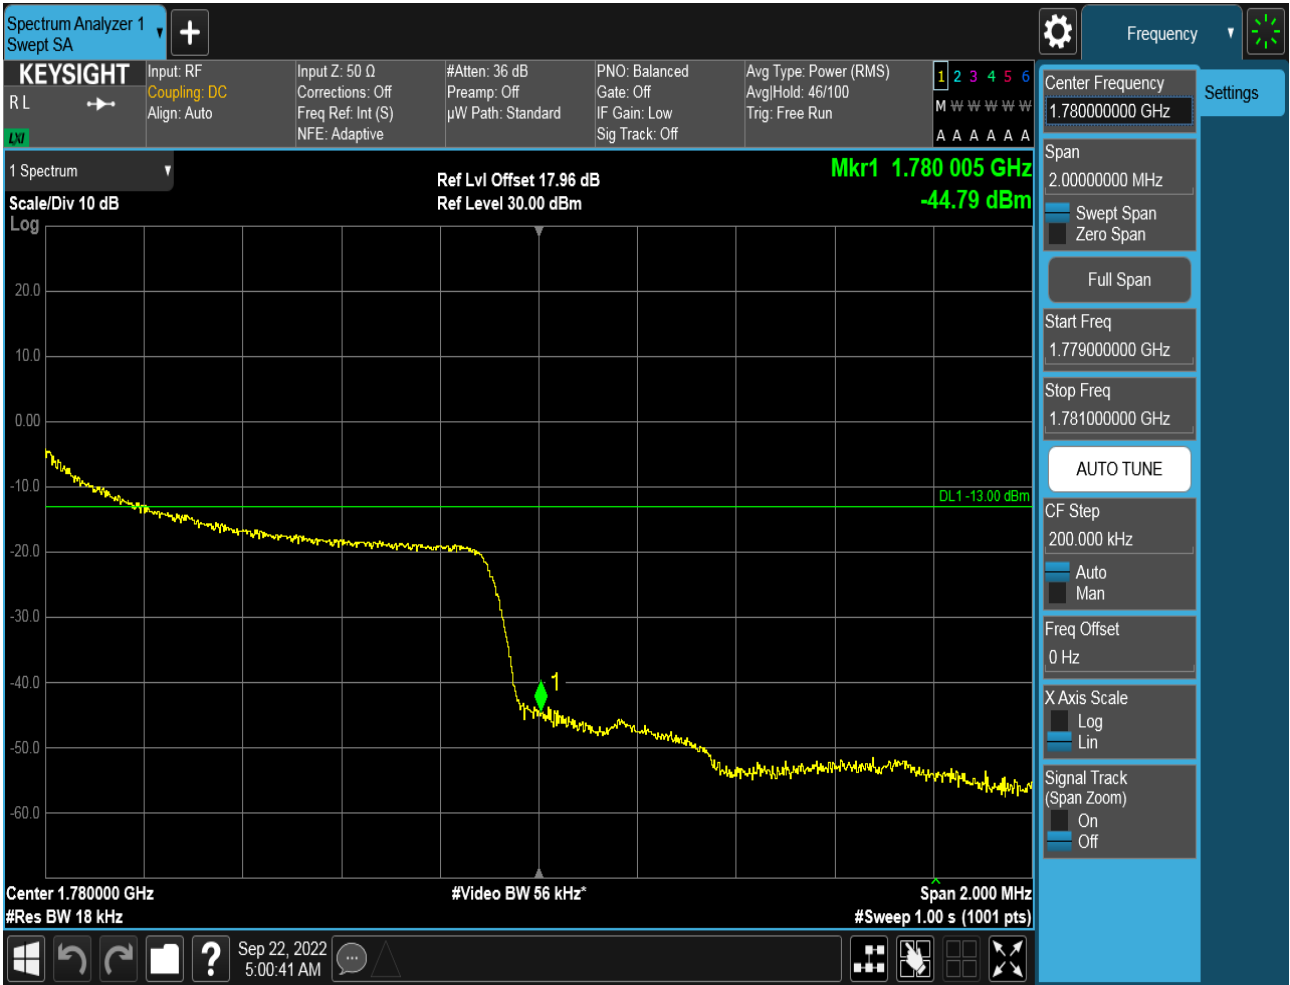 Spectrum Analyzer 1
Swept SA
Frequency
KEYSIGHT
R L
LXI
Input: RF
Coupling: DC
Align: Auto
Input Z: 50 Ω
Corrections: Off
Freq Ref: Int (S)
NFE: Adaptive
#Atten: 36 dB
Preamp: Off
µW Path: Standard
PNO: Balanced
Gate: Off
IF Gain: Low
Sig Track: Off
Avg Type: Power (RMS)
Avg|Hold: 46/100
Trig: Free Run
1 2 3 4 5 6
M W W W W W
A A A A A A
1 Spectrum
Scale/Div 10 dB
Log
Ref Lvl Offset 17.96 dB
Ref Level 30.00 dBm
Mkr1 1.780 005 GHz
-44.79 dBm
20.0
10.0
0.00
-10.0
-20.0
-30.0
-40.0
-50.0
-60.0
DL1 -13.00 dBm
1
Center 1.780000 GHz
#Res BW 18 kHz
#Video BW 56 kHz*
Span 2.000 MHz
#Sweep 1.00 s (1001 pts)
Sep 22, 2022
5:00:41 AM
Center Frequency
1.780000000 GHz
Settings
Span
2.00000000 MHz
Swept Span
Zero Span
Full Span
Start Freq
1.779000000 GHz
Stop Freq
1.781000000 GHz
AUTO TUNE
CF Step
200.000 kHz
Auto
Man
Freq Offset
0 Hz
X Axis Scale
Log
Lin
Signal Track
(Span Zoom)
On
Off